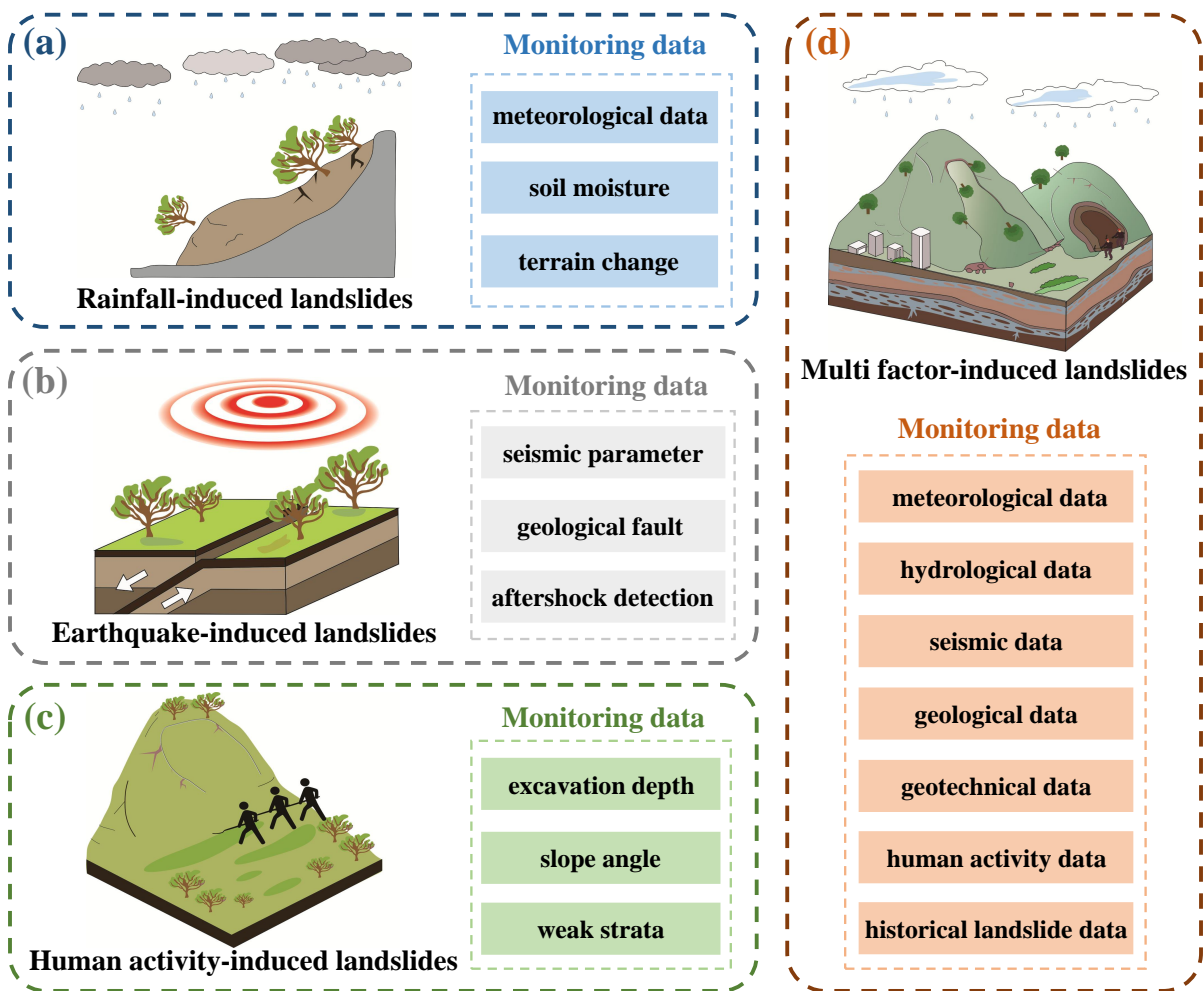 (a)
Monitoring data
meteorological data
soil moisture
terrain change
Rainfall-induced landslides
(b)
Monitoring data
seismic parameter
geological fault
aftershock detection
Earthquake-induced landslides
(c)
Monitoring data
excavation depth
slope angle
weak strata
Human activity-induced landslides
(d)
Multi factor-induced landslides
Monitoring data
meteorological data
hydrological data
seismic data
geological data
geotechnical data
human activity data
historical landslide data